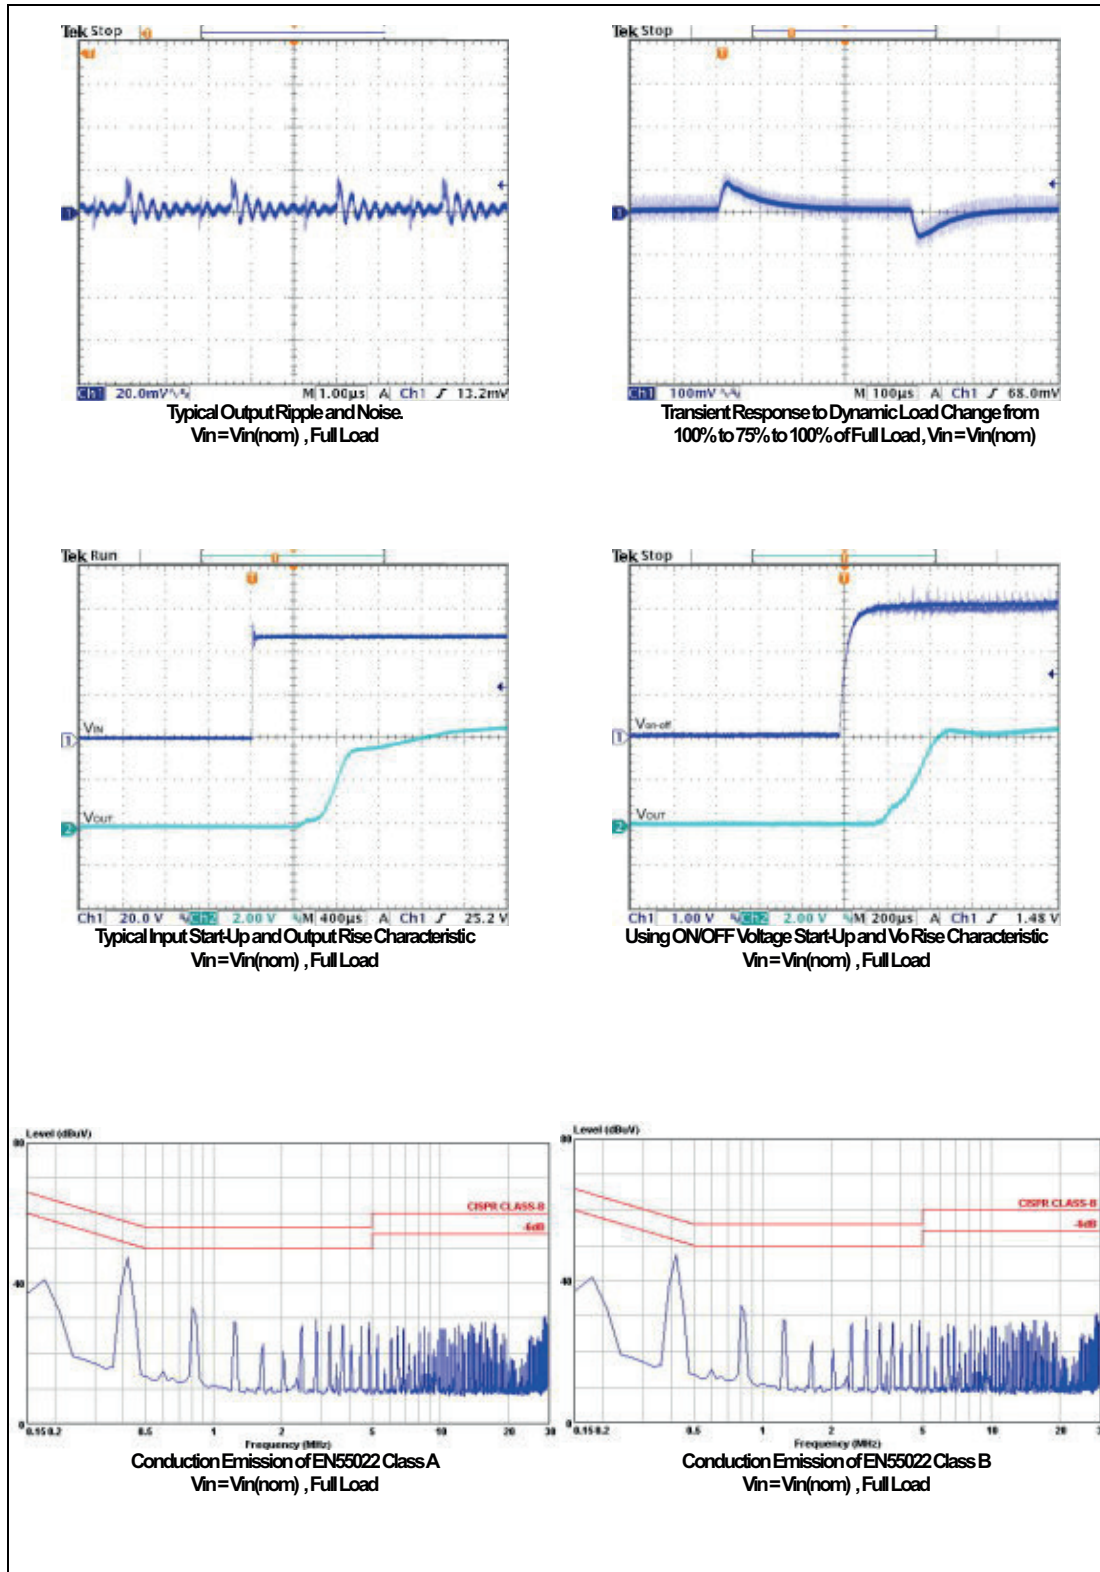 Tek Stop
1
Ch1 20.0mV M 1.00µs A Ch1 13.2mV
Typical Output Ripple and Noise.
Vin = Vin(nom) , Full Load
Tek Stop
T
1
Ch1 100mV M 100µs A Ch1 68.0mV
Transient Response to Dynamic Load Change from
100% to 75% to 100% of Full Load , Vin = Vin(nom)
Tek Run
T
VIN
1
VOUT
2
Ch1 20.0 V Ch2 2.00 V M 400µs A Ch1 25.2 V
Typical Input Start-Up and Output Rise Characteristic
Vin = Vin(nom) , Full Load
Tek Stop
T
Von-off
1
VOUT
2
Ch1 1.00 V Ch2 2.00 V M 200µs A Ch1 1.48 V
Using ON/OFF Voltage Start-Up and Vo Rise Characteristic
Vin = Vin(nom) , Full Load
Level (dBuV)
80
CISPR CLASS-B
-6dB
40
0
0.15 0.2 0.5 1 2 5 10 20 30
Frequency (MHz)
Conduction Emission of EN55022 Class A
Vin = Vin(nom) , Full Load
Level (dBuV)
80
CISPR CLASS-B
-6dB
40
0
0.15 0.2 0.5 1 2 5 10 20 3
Frequency (MHz)
Conduction Emission of EN55022 Class B
Vin = Vin(nom) , Full Load